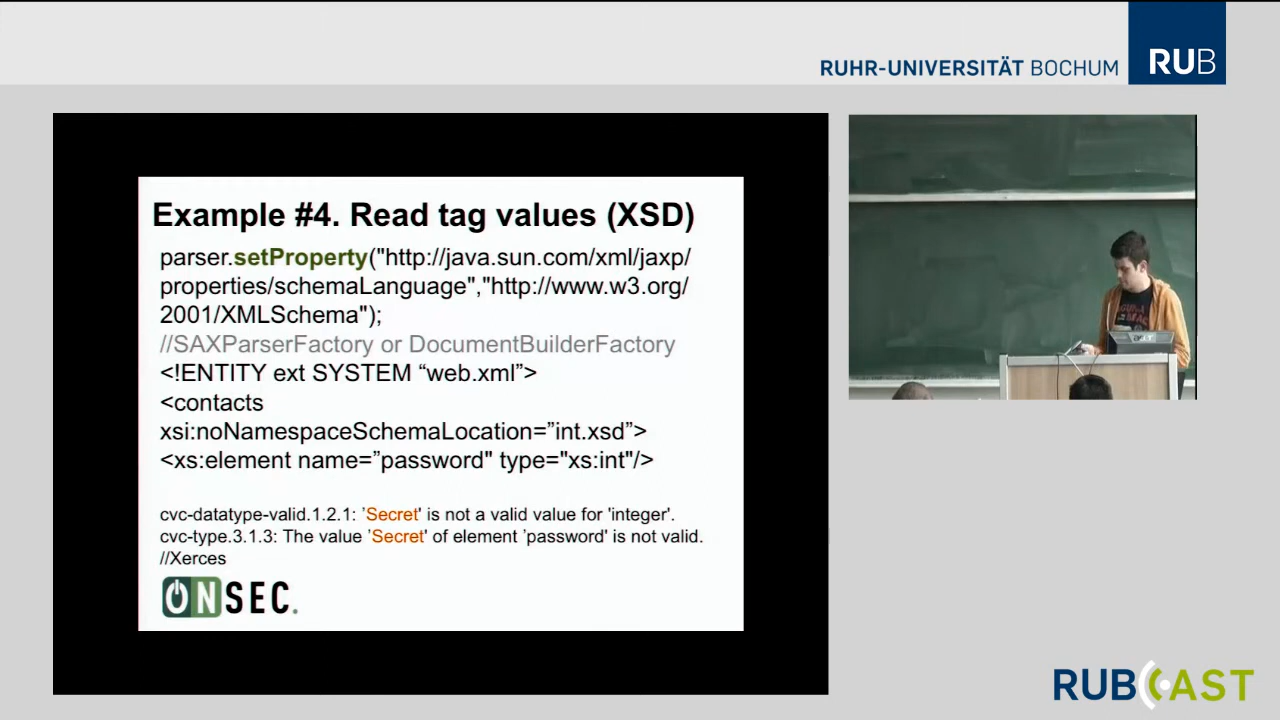 RUHR-UNIVERSITÄT BOCHUM
RUB
Example #4. Read tag values (XSD)
parser.setProperty("http://java.sun.com/xml/jaxp/
properties/schemaLanguage","http://www.w3.org/
2001/XMLSchema");
//SAXParserFactory or DocumentBuilderFactory
<!ENTITY ext SYSTEM “web.xml”>
<contacts
xsi:noNamespaceSchemaLocation=”int.xsd”>
<xs:element name=”password" type="xs:int"/>
cvc-datatype-valid.1.2.1: ’Secret' is not a valid value for 'integer'.
cvc-type.3.1.3: The value ’Secret' of element ’password' is not valid.
//Xerces
ONSEC.
RUBCAST